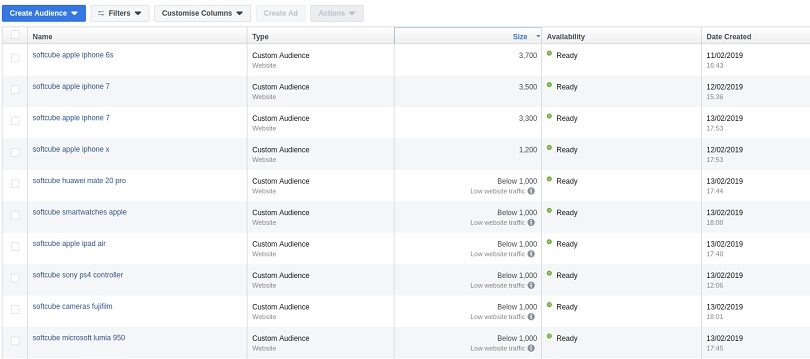 Create Audience Filters Customise Columns Create Ad Actions
Name Type Size Availability Date Created
softcube apple iphone 6s Custom Audience 3,700 Ready 11/02/2019
Website 16:43
softcube apple iphone 7 Custom Audience 3,500 Ready 12/02/2019
Website 15:36
softcube apple iphone 7 Custom Audience 3,300 Ready 13/02/2019
Website 17:53
softcube apple iphone x Custom Audience 1,200 Ready 12/02/2019
Website 17:53
softcube huawei mate 20 pro Custom Audience Below 1,000 Ready 13/02/2019
Website Low website traffic 17:44
softcube smartwatches apple Custom Audience Below 1,000 Ready 13/02/2019
Website Low website traffic 18:00
softcube apple ipad air Custom Audience Below 1,000 Ready 13/02/2019
Website Low website traffic 17:40
softcube sony ps4 controller Custom Audience Below 1,000 Ready 13/02/2019
Website Low website traffic 12:06
softcube cameras fujifilm Custom Audience Below 1,000 Ready 13/02/2019
Website Low website traffic 18:01
softcube microsoft lumia 950 Custom Audience Below 1,000 Ready 13/02/2019
Website Low website traffic 17:45